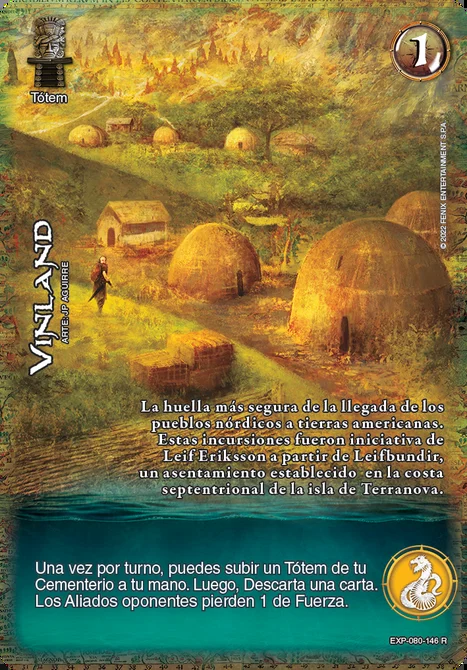 Tótem
1
© 2022 FENIX ENTERTAINMENT S.P.A.
VINLAND
ARTE: JP AGUIRRE
La huella más segura de la llegada de los
pueblos nórdicos a tierras americanas.
Estas incursiones fueron iniciativa de
Leif Eriksson a partir de Leifbundir,
un asentamiento establecido en la costa
septentrional de la isla de Terranova.
Una vez por turno, puedes subir un Tótem de tu
Cementerio a tu mano. Luego, Descarta una carta.
Los Aliados oponentes pierden 1 de Fuerza.
EXP-080-146 R